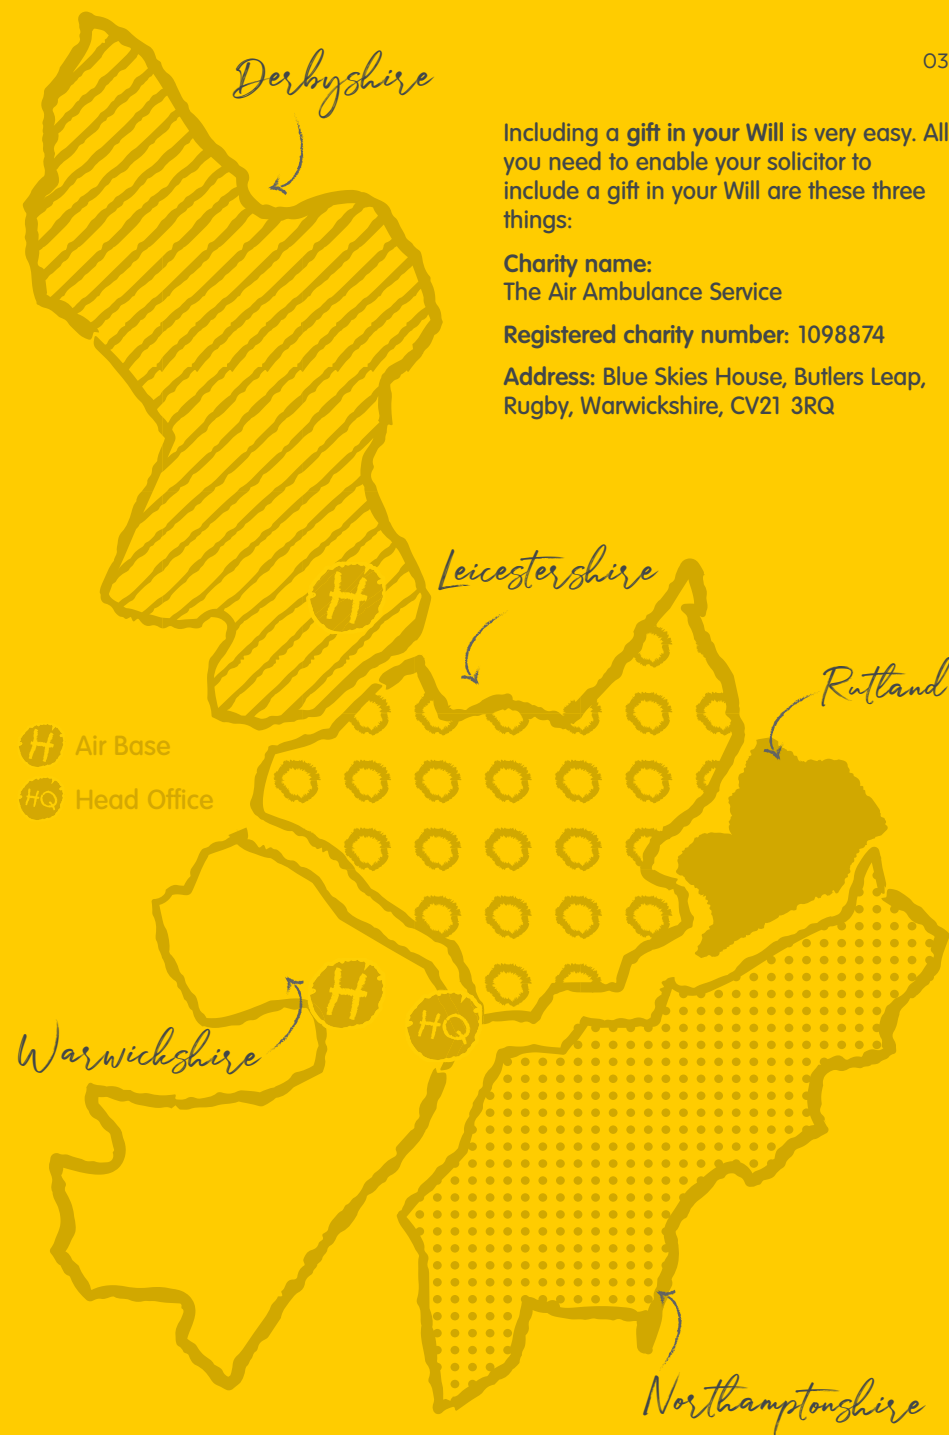 03
Derbyshire
Including a gift in your Will is very easy. All
you need to enable your solicitor to
include a gift in your Will are these three
things:
Charity name:
The Air Ambulance Service
Registered charity number: 1098874
Address: Blue Skies House, Butlers Leap,
Rugby, Warwickshire, CV21 3RQ
Leicestershire
H
Rutland
H Air Base
HQ Head Office
H
HQ
Warwickshire
Northamptonshire